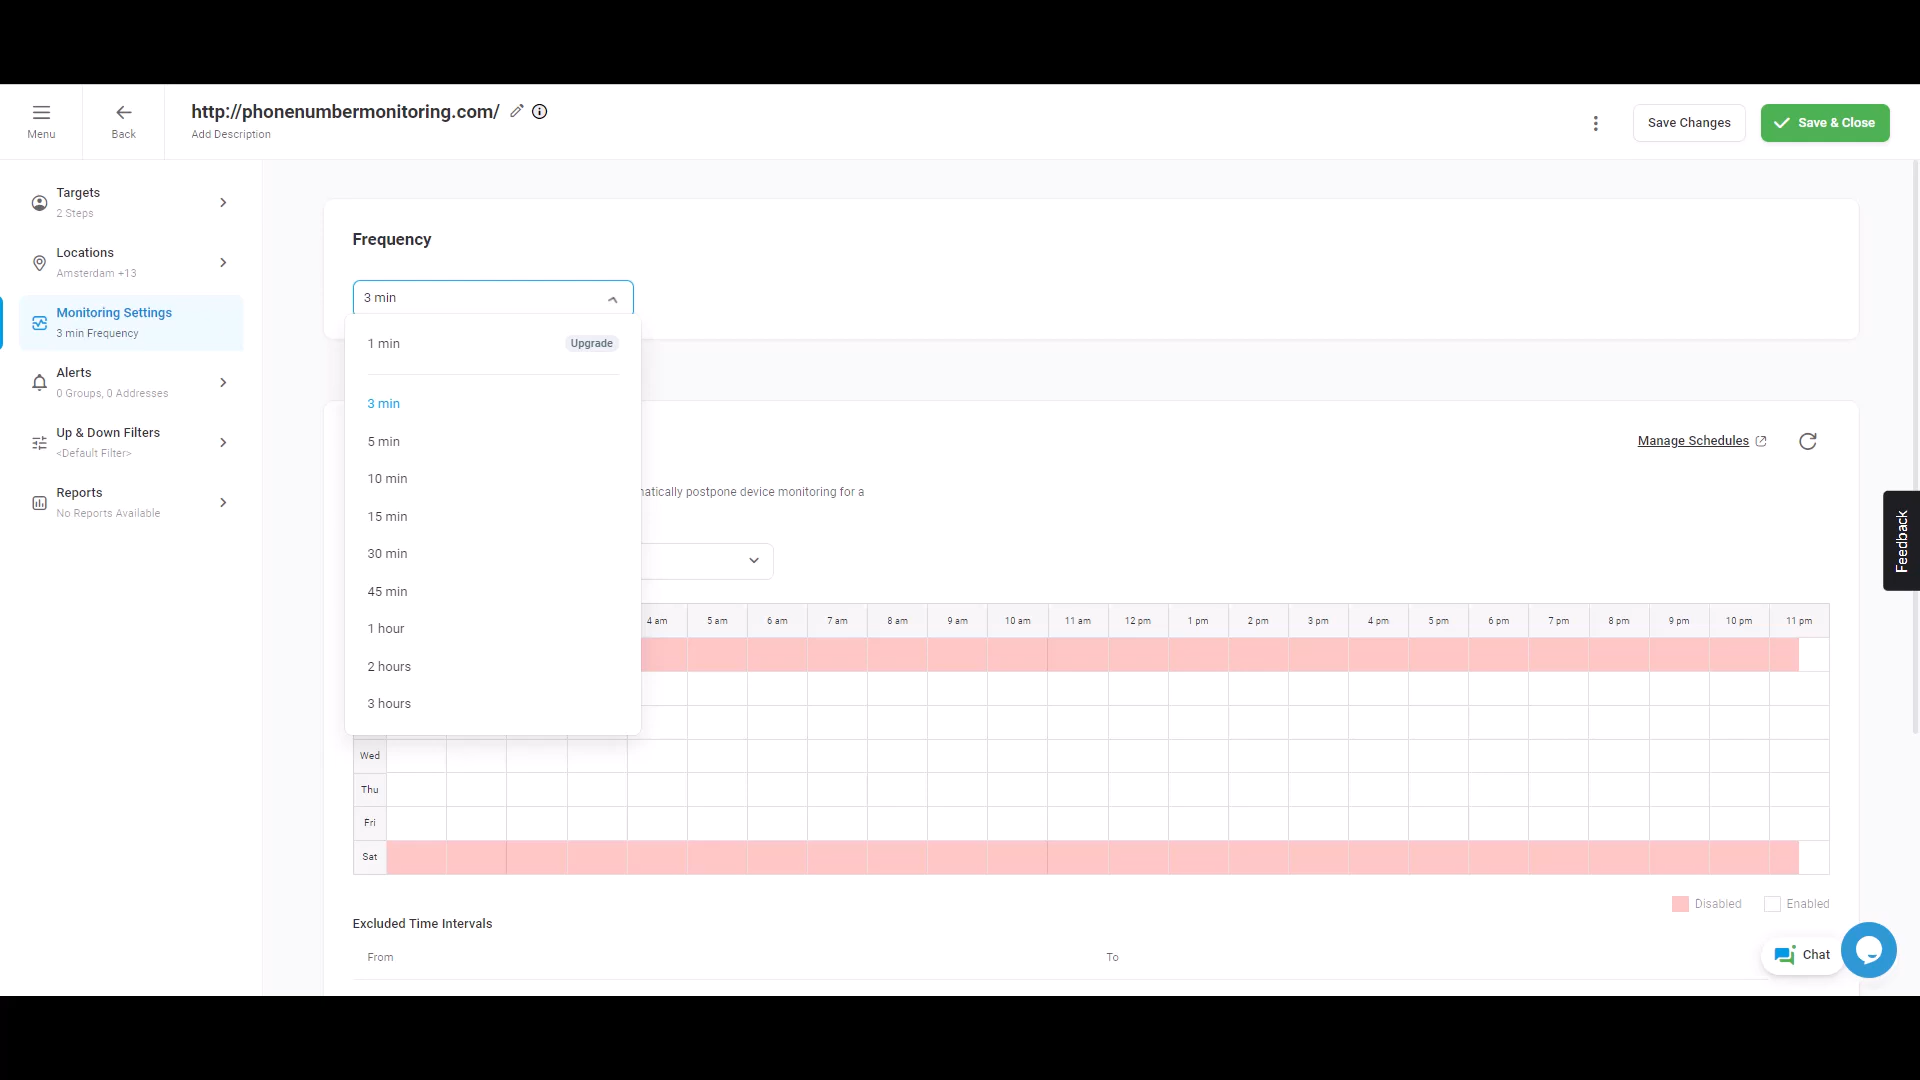 Menu
Back
http://phonenumbermonitoring.com/
Add Description
Save Changes
Save & Close
Targets
2 Steps
Locations
Amsterdam +13
Monitoring Settings
3 min Frequency
Alerts
0 Groups, 0 Addresses
Up & Down Filters
<Default Filter>
Reports
No Reports Available
Frequency
3 min
1 min Upgrade
3 min
5 min
10 min
15 min
30 min
45 min
1 hour
2 hours
3 hours
Manage Schedules
matically postpone device monitoring for a
4 am 5 am 6 am 7 am 8 am 9 am 10 am 11 am 12 pm 1 pm 2 pm 3 pm 4 pm 5 pm 6 pm 7 pm 8 pm 9 pm 10 pm 11 pm
Wed
Thu
Fri
Sat
Disabled Enabled
Excluded Time Intervals
From To
Feedback
Chat